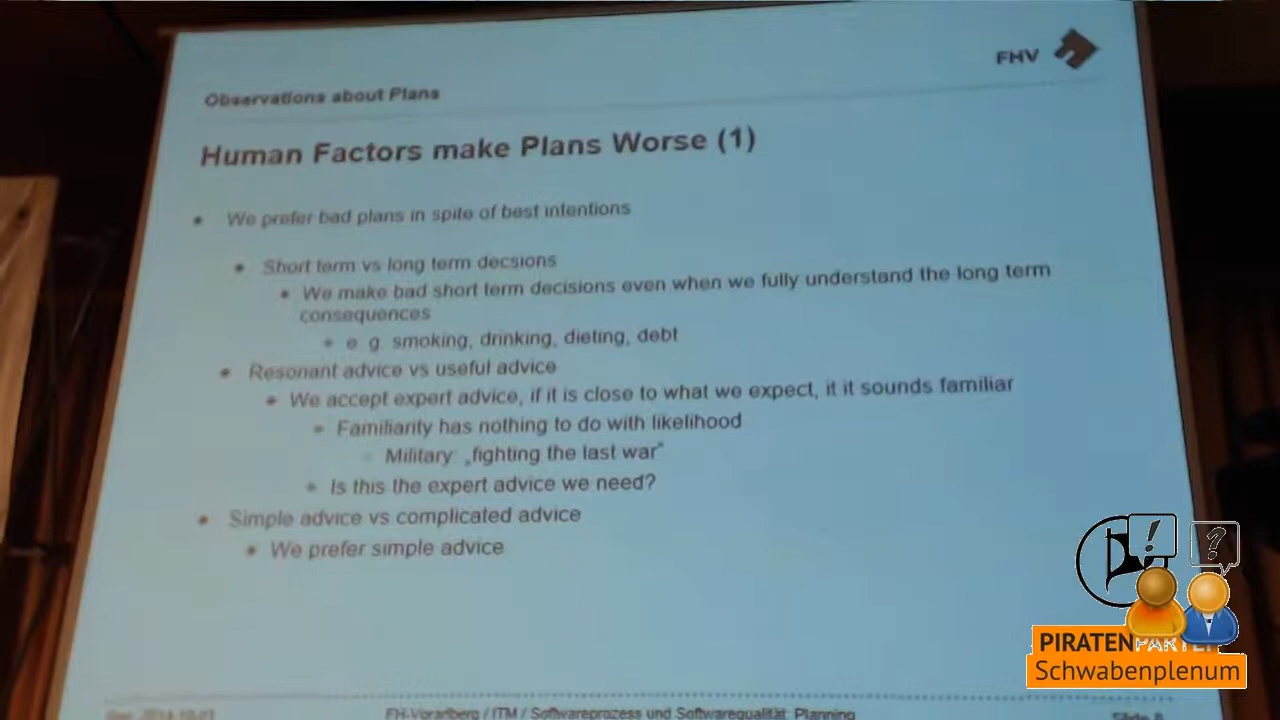 FHV
Observations about Plans
Human Factors make Plans Worse (1)
• We prefer bad plans in spite of best intentions
• Short term vs long term decsions
• We make bad short term decisions even when we fully understand the long term
consequences
• e g smoking, drinking, dieting, debt
• Resonant advice vs useful advice
• We accept expert advice, if it is close to what we expect, it it sounds familiar
• Familiarity has nothing to do with likelihood
Military: „fighting the last war“
• Is this the expert advice we need?
• Simple advice vs complicated advice
• We prefer simple advice
! ?
PIRATENPARTEI
Schwabenplenum
FH-Vorarlberg / ITM / Softwareprozess und Softwarequalität: Planning